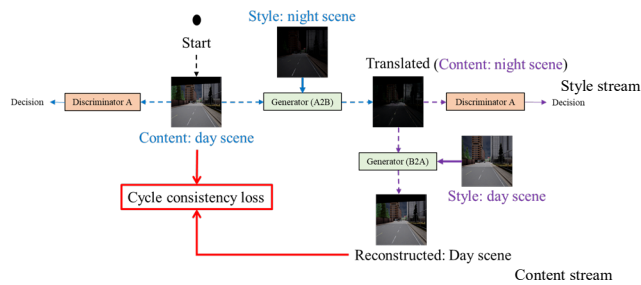 Style: night scene
Start
Translated (Content: night scene)
Style stream
Decision
Discriminator A
Generator (A2B)
Discriminator A
Decision
Content: day scene
Generator (B2A)
Cycle consistency loss
Style: day scene
Reconstructed: Day scene
Content stream